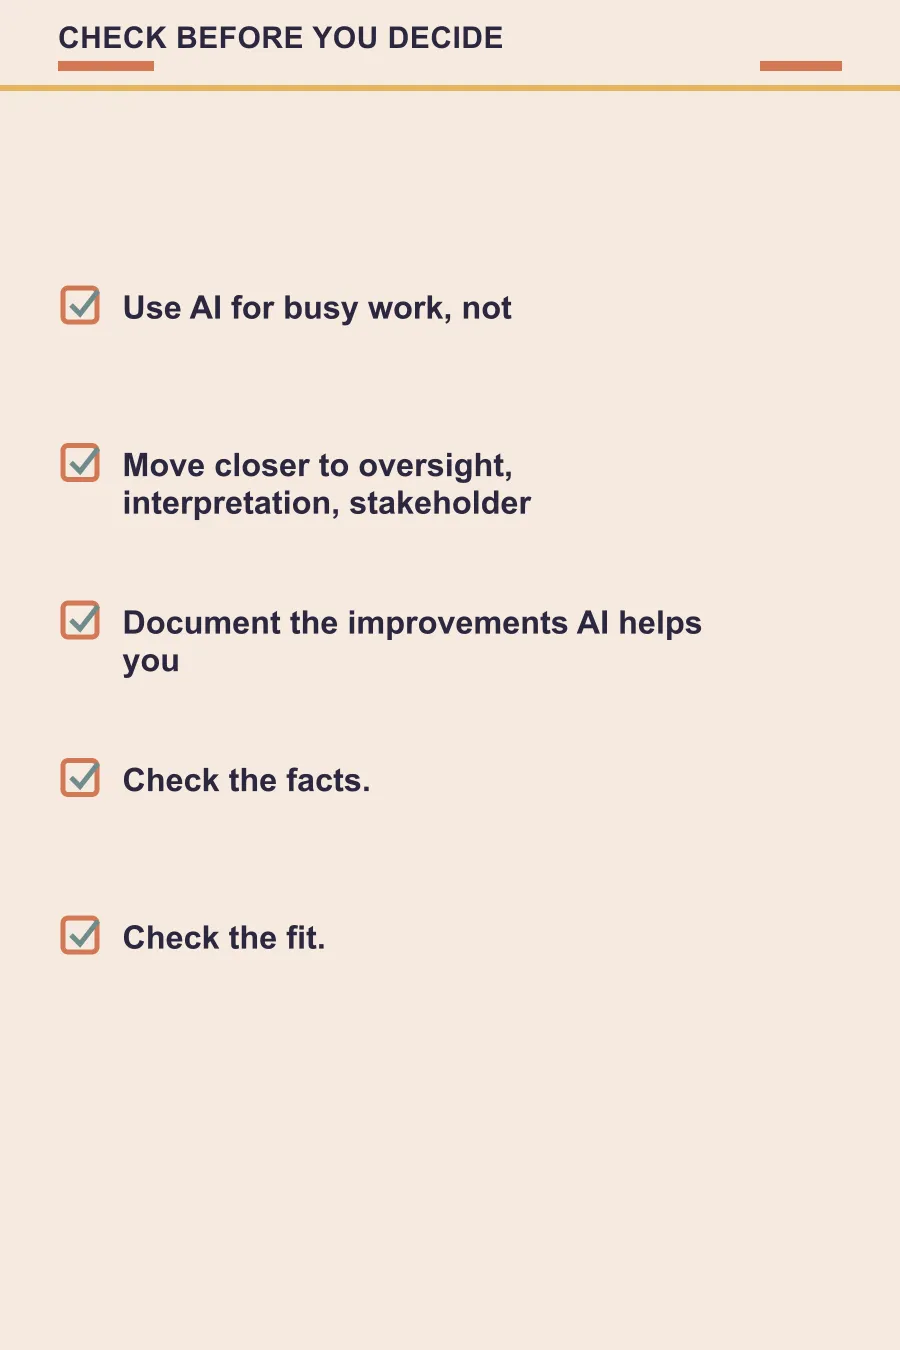 CHECK BEFORE YOU DECIDE
Use AI for busy work, not
Move closer to oversight,
interpretation, stakeholder
Document the improvements AI helps
you
Check the facts.
Check the fit.